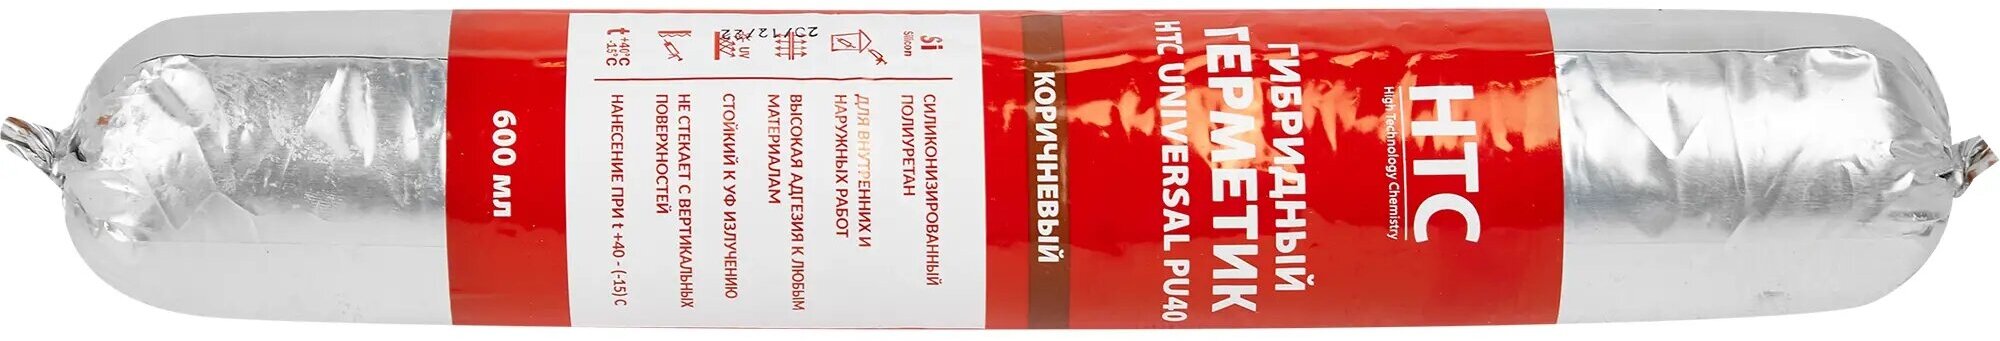 HTC
High Technology Chemistry
ГИБРИДНЫЙ
ГЕРМЕТИК
HTC UNIVERSAL PU40
КОРИЧНЕВЫЙ
Si
Silicon
СИЛИКОНИЗИРОВАННЫЙ
ПОЛИУРЕТАН
ДЛЯ ВНУТРЕННИХ И
НАРУЖНЫХ РАБОТ
20/12/22
ВЫСОКАЯ АДГЕЗИЯ К ЛЮБЫМ
МАТЕРИАЛАМ
UV
СТОЙКИЙ К УФ ИЗЛУЧЕНИЮ
НЕ СТЕКАЕТ С ВЕРТИКАЛЬНЫХ
ПОВЕРХНОСТЕЙ
t +40°C
-15°C
НАНЕСЕНИЕ ПРИ t +40 - (-15) C
600 мл